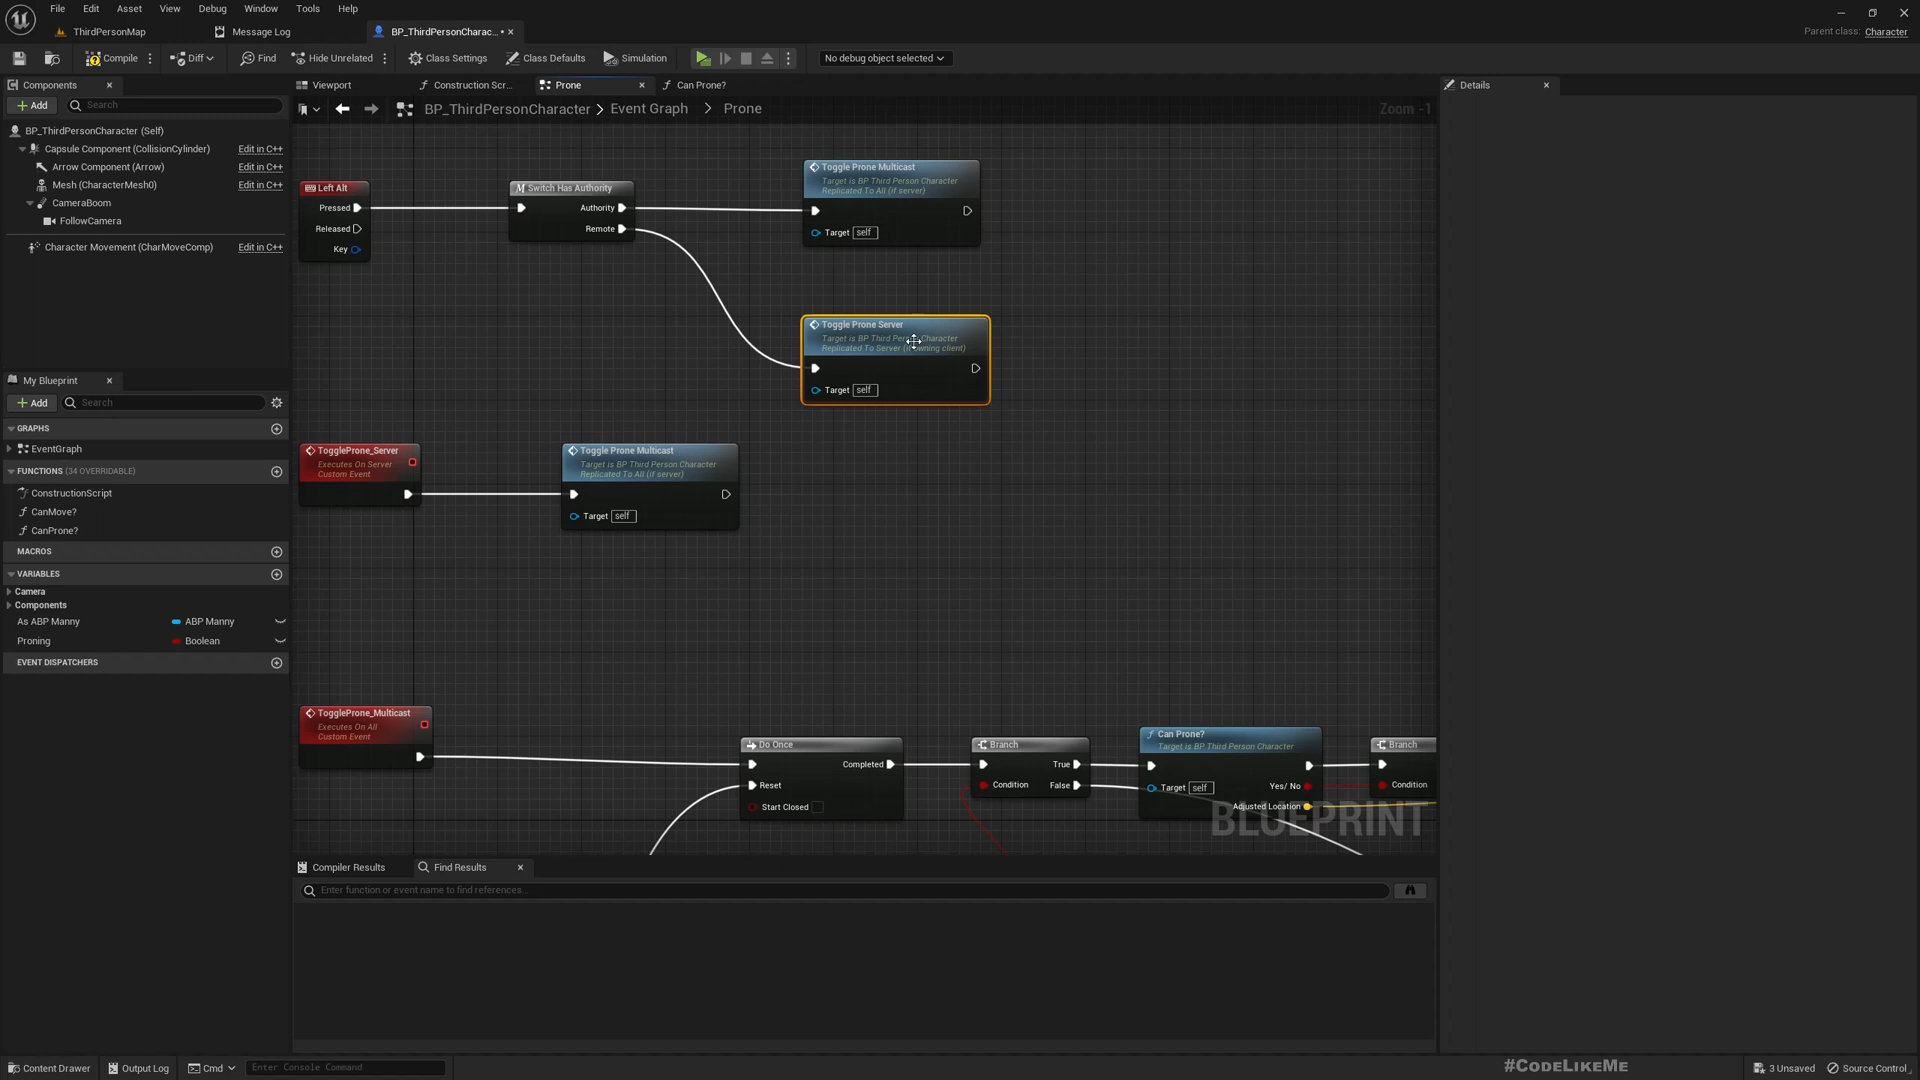 File Edit Asset View Window Debug Tools Help
ThirdPersonMap Message Log BP_ThirdPersonCharac... • Parent class: Character
Compile Diff Find Hide Unrelated Class Settings Class Defaults Simulation No debug object selected
Components
Add Search
BP_ThirdPersonCharacter (Self)
Capsule Component (CollisionCylinder) Edit in C++
Arrow Component (Arrow) Edit in C++
Mesh (CharacterMesh0) Edit in C++
CameraBoom
FollowCamera
Character Movement (CharMoveComp) Edit in C++
My Blueprint
Add Search
GRAPHS
EventGraph
FUNCTIONS (34 OVERRIDABLE)
ConstructionScript
CanMove?
CanProne?
MACROS
VARIABLES
Camera
Components
As ABP Manny ABP Manny
Proning Boolean
EVENT DISPATCHERS
Viewport Construction Scr... Prone Can Prone?
BP_ThirdPersonCharacter > Event Graph > Prone Zoom -1
Left Alt
Pressed
Released
Key
Switch Has Authority
Authority
Remote
Toggle Prone Multicast
Target is BP Third Person Character
Replicated To All (if server)
Target self
Toggle Prone Server
Target is BP Third Person Character
Replicated To Server (if owning client)
Target self
ToggleProne_Server
Executes On Server
Custom Event
Toggle Prone Multicast
Target is BP Third Person Character
Replicated To All (if server)
Target self
ToggleProne_Multicast
Executes On All
Custom Event
Do Once
Completed
Reset
Start Closed
Branch
True
Condition False
Can Prone?
Target is BP Third Person Character
Target self Yes/ No
Adjusted Location
Branch
Condition
BLUEPRINT
Compiler Results Find Results
Enter function or event name to find references...
Details
Content Drawer Output Log Cmd Enter Console Command #CODELIKEME 3 Unsaved Source Control